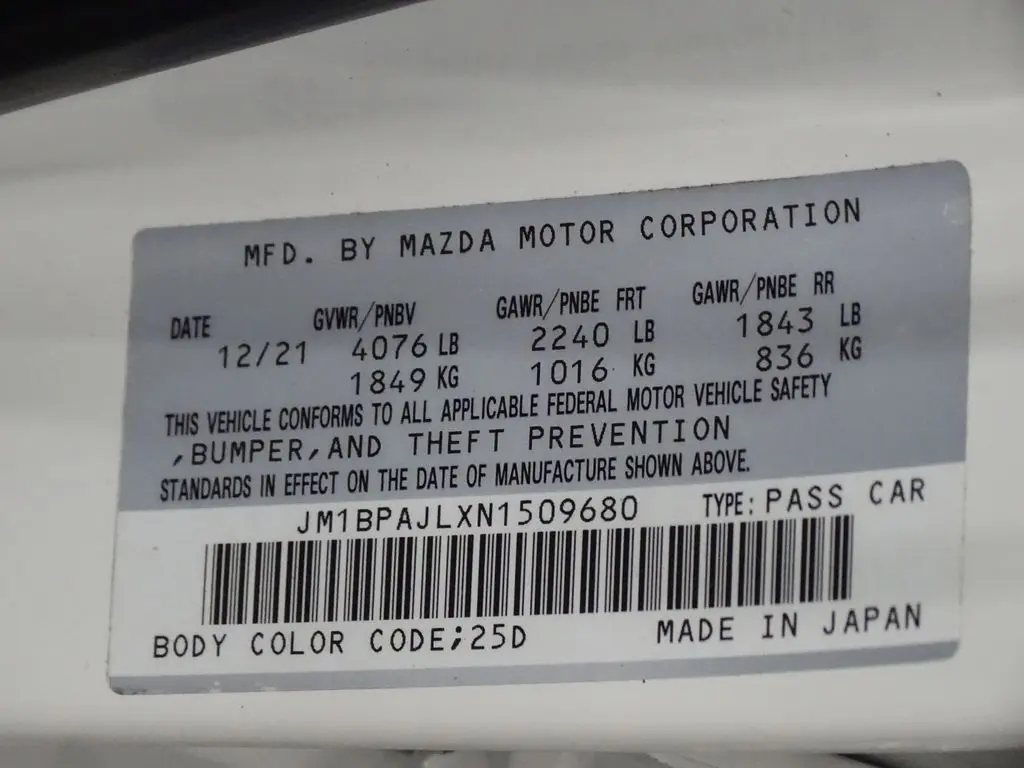 MFD. BY MAZDA MOTOR CORPORATION
DATE GVWR/PNBV GAWR/PNBE FRT GAWR/PNBE RR
12/21 4076 LB 2240 LB 1843 LB
1849 KG 1016 KG 836 KG
THIS VEHICLE CONFORMS TO ALL APPLICABLE FEDERAL MOTOR VEHICLE SAFETY
,BUMPER,AND THEFT PREVENTION
STANDARDS IN EFFECT ON THE DATE OF MANUFACTURE SHOWN ABOVE.
JM1BPAJLXN1509680 TYPE: PASS CAR
BODY COLOR CODE;25D MADE IN JAPAN